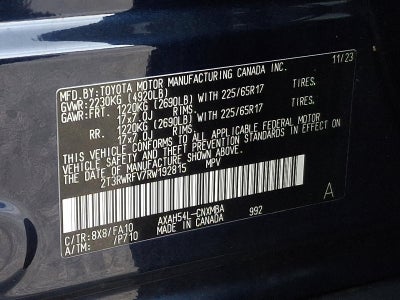 MFD. BY: TOYOTA MOTOR MANUFACTURING CANADA INC. 11/23
GVWR: 2230KG (4920LB)
GAWR: FRT. 1220KG (2690LB) WITH 225/65R17 TIRES.
17x7.0J RIMS.
RR. 1220KG (2690LB) WITH 225/65R17 TIRES.
17x7.0J RIMS.
THIS VEHICLE CONFORMS TO ALL APPLICABLE FEDERAL MOTOR
VEHICLE SAFETY AND THEFT PREVENTION STANDARDS IN EFFECT ON
THE DATE OF MANUFACTURE SHOWN ABOVE.
2T3RWRFV7RW192815 MPV
A
AXAH54L-CNXMBA 992
C/TR: 8X8/FA10 MADE IN CANADA
A/TM: /P710